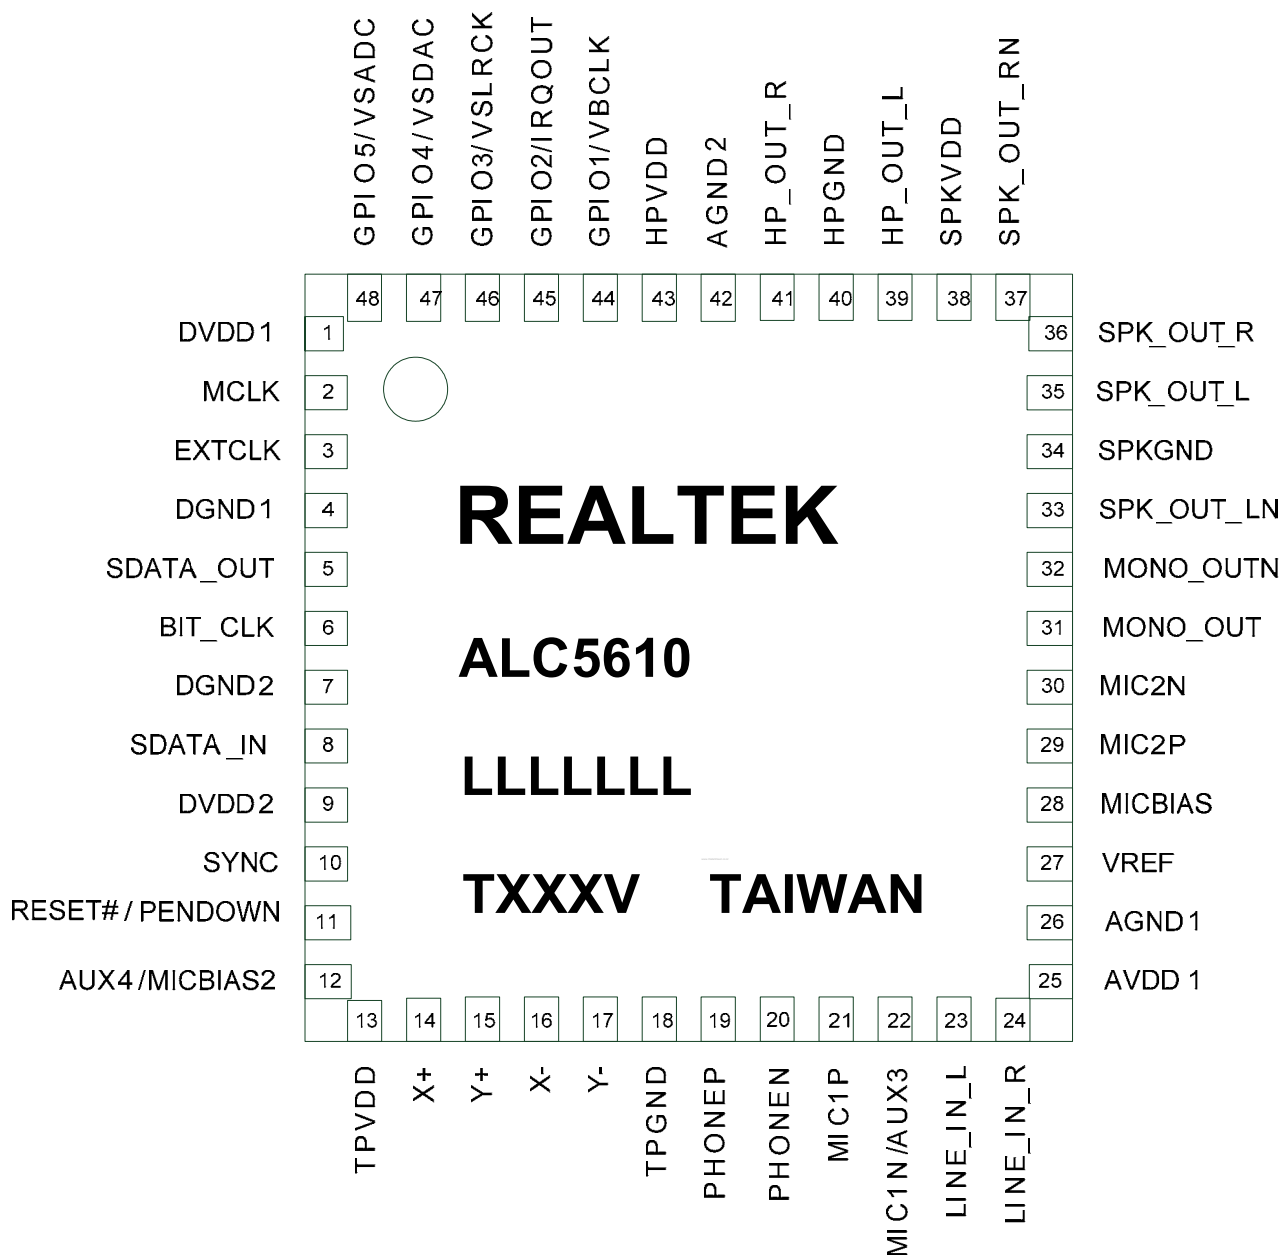 GPIO5/VSADC
GPIO4/VSDAC
GPIO3/VSLRCK
GPIO2/IRQOUT
GPIO1/VBCLK
HPVDD
AGND2
HP_OUT_R
HPGND
HP_OUT_L
SPKVDD
SPK_OUT_RN
48 47 46 45 44 43 42 41 40 39 38 37
DVDD1 1
MCLK 2
EXTCLK 3
DGND1 4
SDATA_OUT 5
BIT_CLK 6
DGND2 7
SDATA_IN 8
DVDD2 9
SYNC 10
RESET#/PENDOWN 11
AUX4/MICBIAS2 12
REALTEK
ALC5610
LLLLLLL
TXXXV TAIWAN
36 SPK_OUT_R
35 SPK_OUT_L
34 SPKGND
33 SPK_OUT_LN
32 MONO_OUTN
31 MONO_OUT
30 MIC2N
29 MIC2P
28 MICBIAS
27 VREF
26 AGND1
25 AVDD1
13 14 15 16 17 18 19 20 21 22 23 24
TPVDD
X+
Y+
X-
Y-
TPGND
PHONEP
PHONEN
MIC1P
MIC1N/AUX3
LINE_IN_L
LINE_IN_R